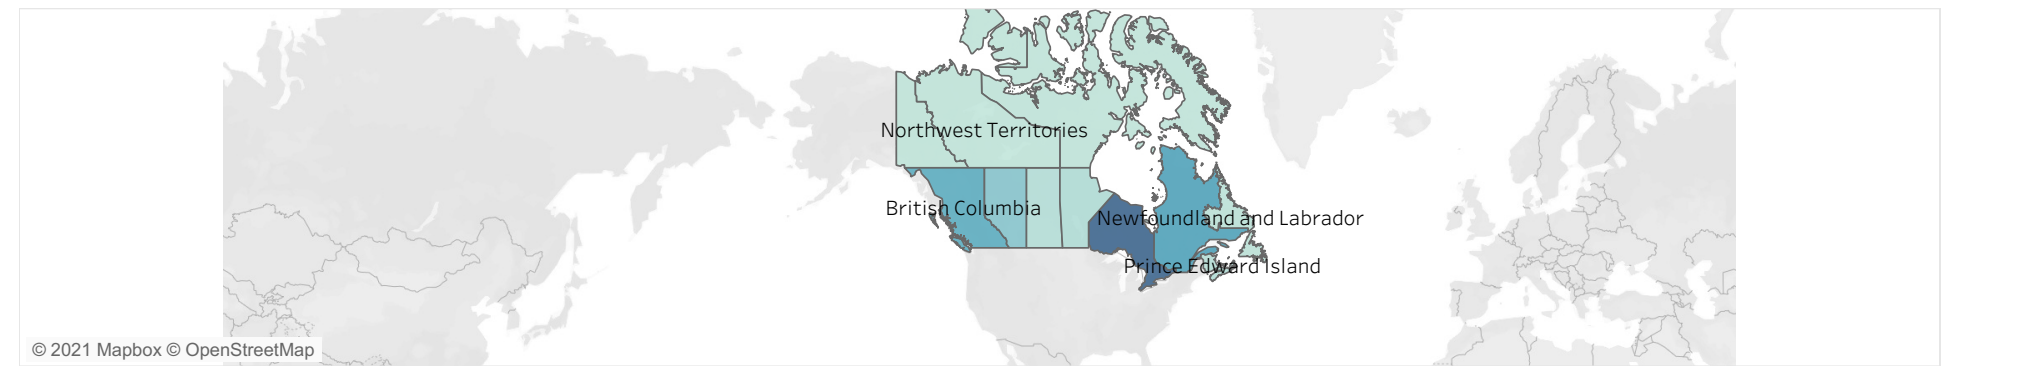 Northwest Territories
British Columbia
Newfoundland and Labrador
Prince Edward Island
© 2021 Mapbox © OpenStreetMap